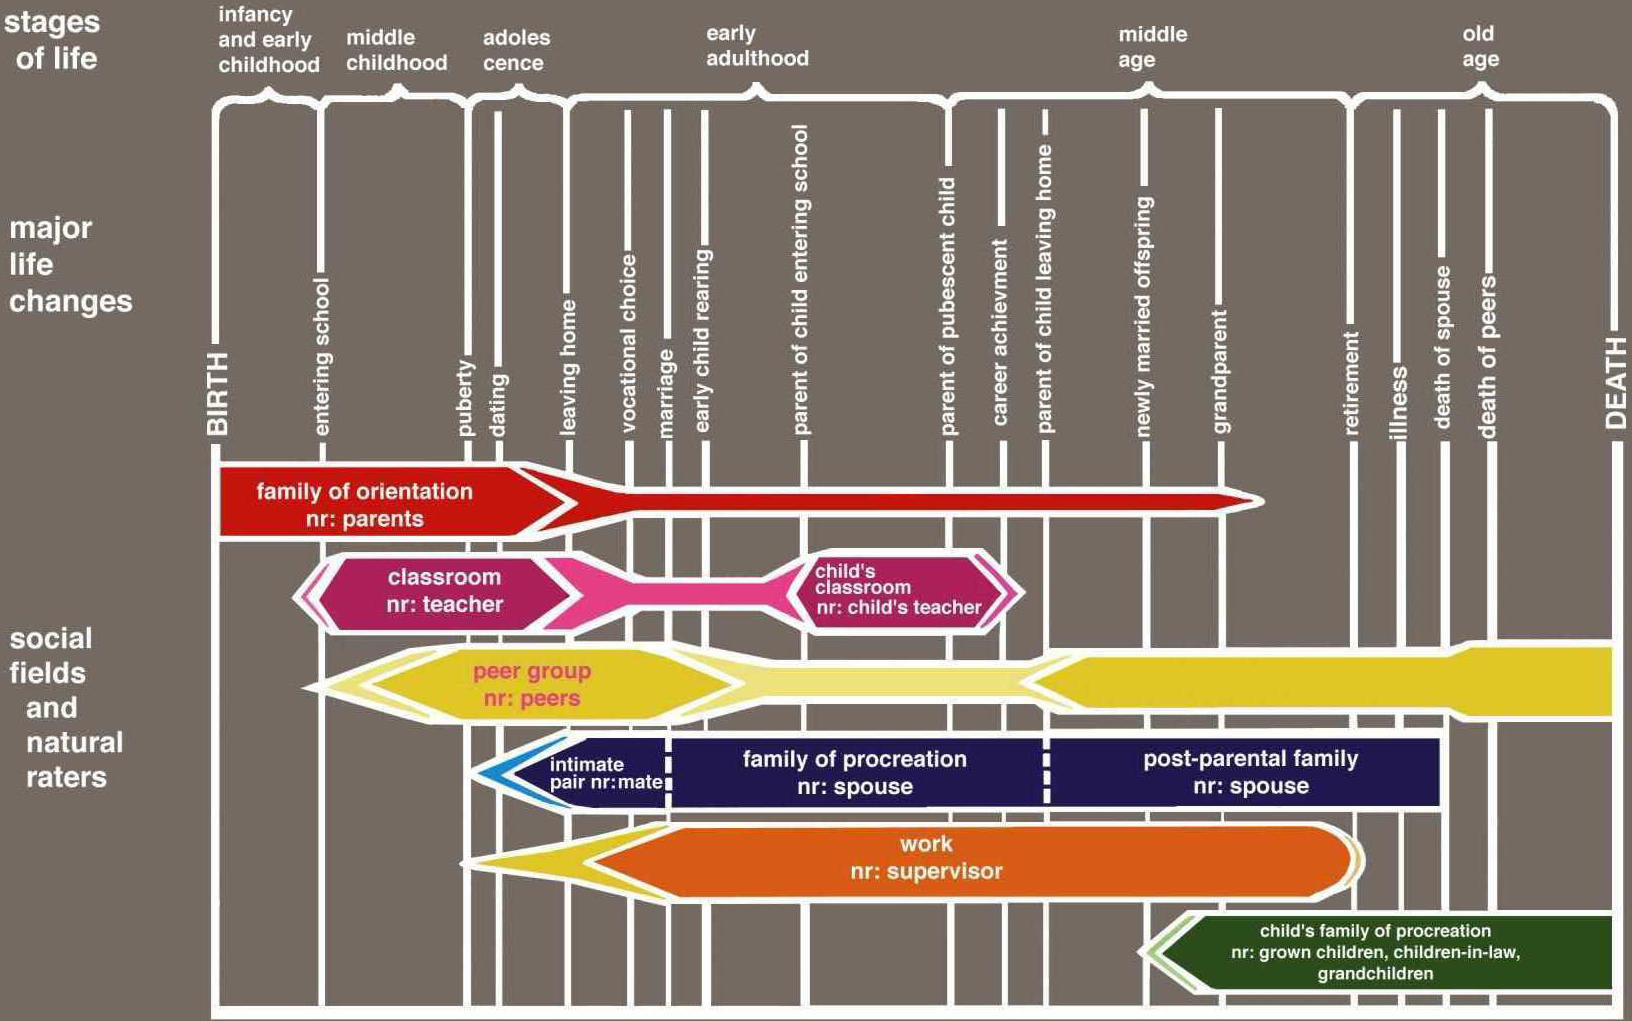 stages
of life
infancy
and early
childhood
middle
childhood
adoles
cence
early
adulthood
middle
age
old
age
major
life
changes
BIRTH
entering school
puberty
dating
leaving home
vocational choice
marriage
early child rearing
parent of child entering school
parent of pubescent child
career achievment
parent of child leaving home
newly married offspring
grandparent
retirement
illness
death of spouse
death of peers
DEATH
social
fields
and
natural
raters
family of orientation
nr: parents
classroom
nr: teacher
child's
classroom
nr: child's teacher
peer group
nr: peers
intimate
pair nr:mate
family of procreation
nr: spouse
post-parental family
nr: spouse
work
nr: supervisor
child's family of procreation
nr: grown children, children-in-law,
grandchildren